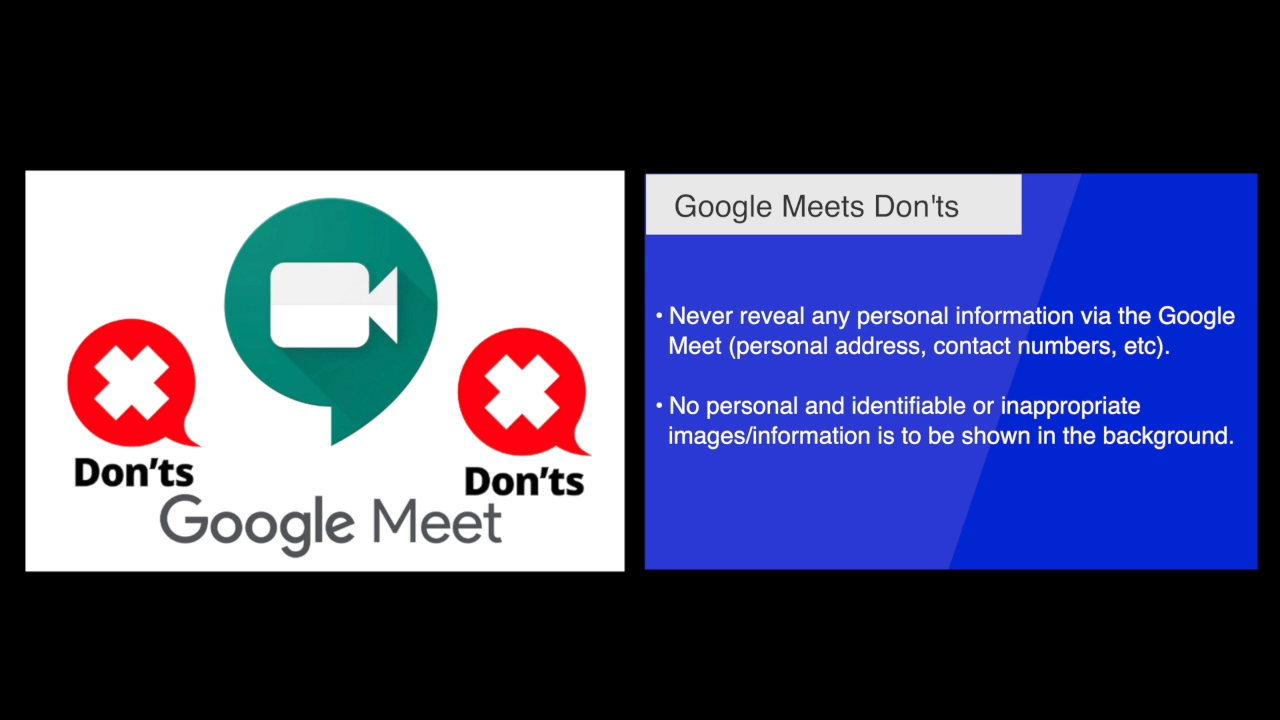 Don'ts
Don'ts
Google Meet
Google Meets Don'ts
• Never reveal any personal information via the Google
Meet (personal address, contact numbers, etc).
• No personal and identifiable or inappropriate
images/information is to be shown in the background.